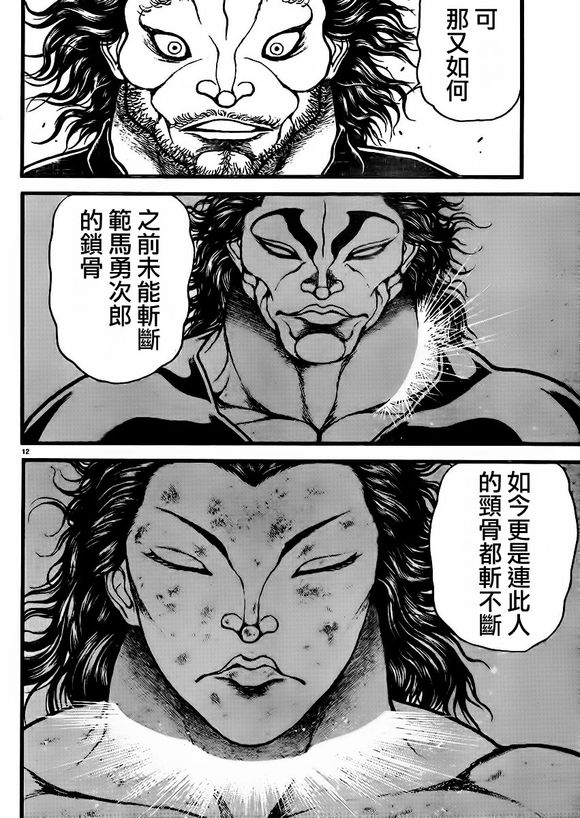 可
那又如何
之前未能斬斷
範馬勇次郎
的鎖骨
12
如今更是連此人
的頸骨都斬不斷